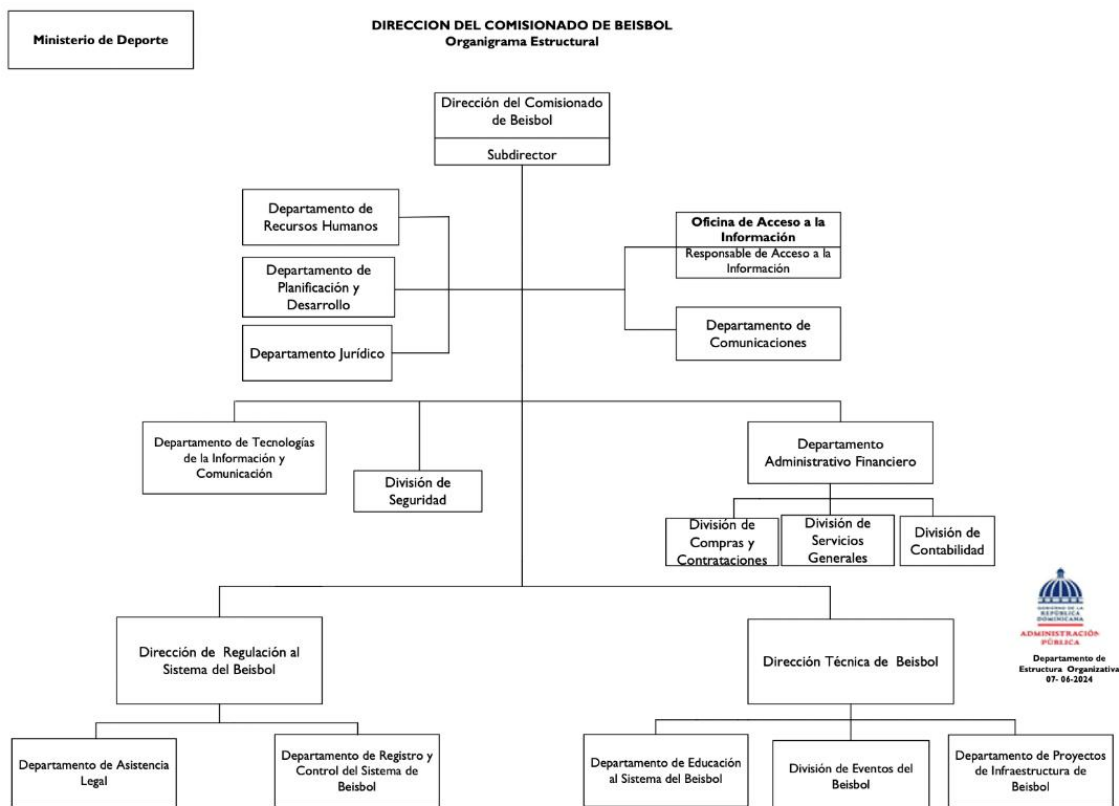 Ministerio de Deporte
DIRECCION DEL COMISIONADO DE BEISBOL
Organigrama Estructural
Dirección del Comisionado
de Beisbol
Subdirector
Departamento de
Recursos Humanos
Oficina de Acceso a la
Información
Responsable de Acceso a la
Información
Departamento de
Planificación y
Desarrollo
Departamento de
Comunicaciones
Departamento Jurídico
Departamento de Tecnologías
de la Información y
Comunicación
División de
Seguridad
Departamento
Administrativo Financiero
División de
Compras y
Contrataciones
División de
Servicios
Generales
División de
Contabilidad
GOBIERNO DE LA
REPÚBLICA
DOMINICANA
ADMINISTRACIÓN
PÚBLICA
Departamento de
Estructura Organizativa
07- 06-2024
Dirección de Regulación al
Sistema del Beisbol
Dirección Técnica de Beisbol
Departamento de Asistencia
Legal
Departamento de Registro y
Control del Sistema de
Beisbol
Departamento de Educación
al Sistema del Beisbol
División de Eventos del
Beisbol
Departamento de Proyectos
de Infraestructura de
Beisbol